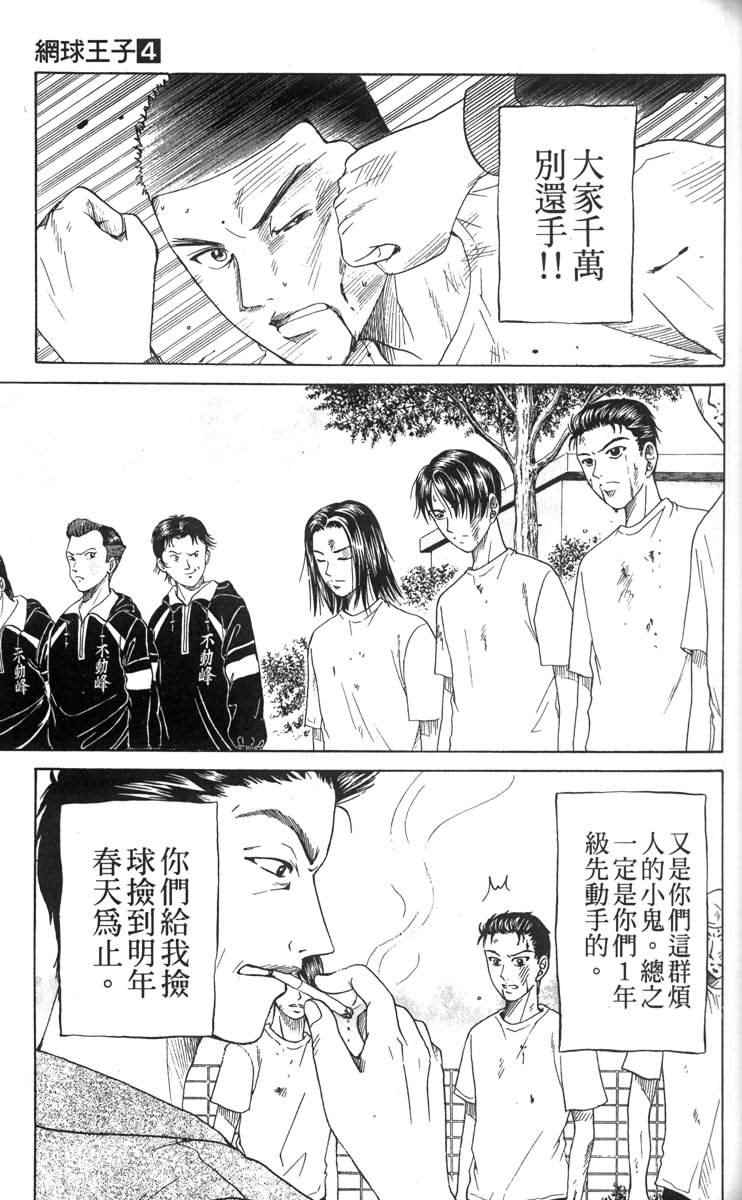 網球王子4
大家千萬
別還手!!
不動峰
不動峰
不動峰
又是你們這群煩
人的小鬼。總之
一定是你們1年
級先動手的。
你們給我撿
球撿到明年
春天為止。